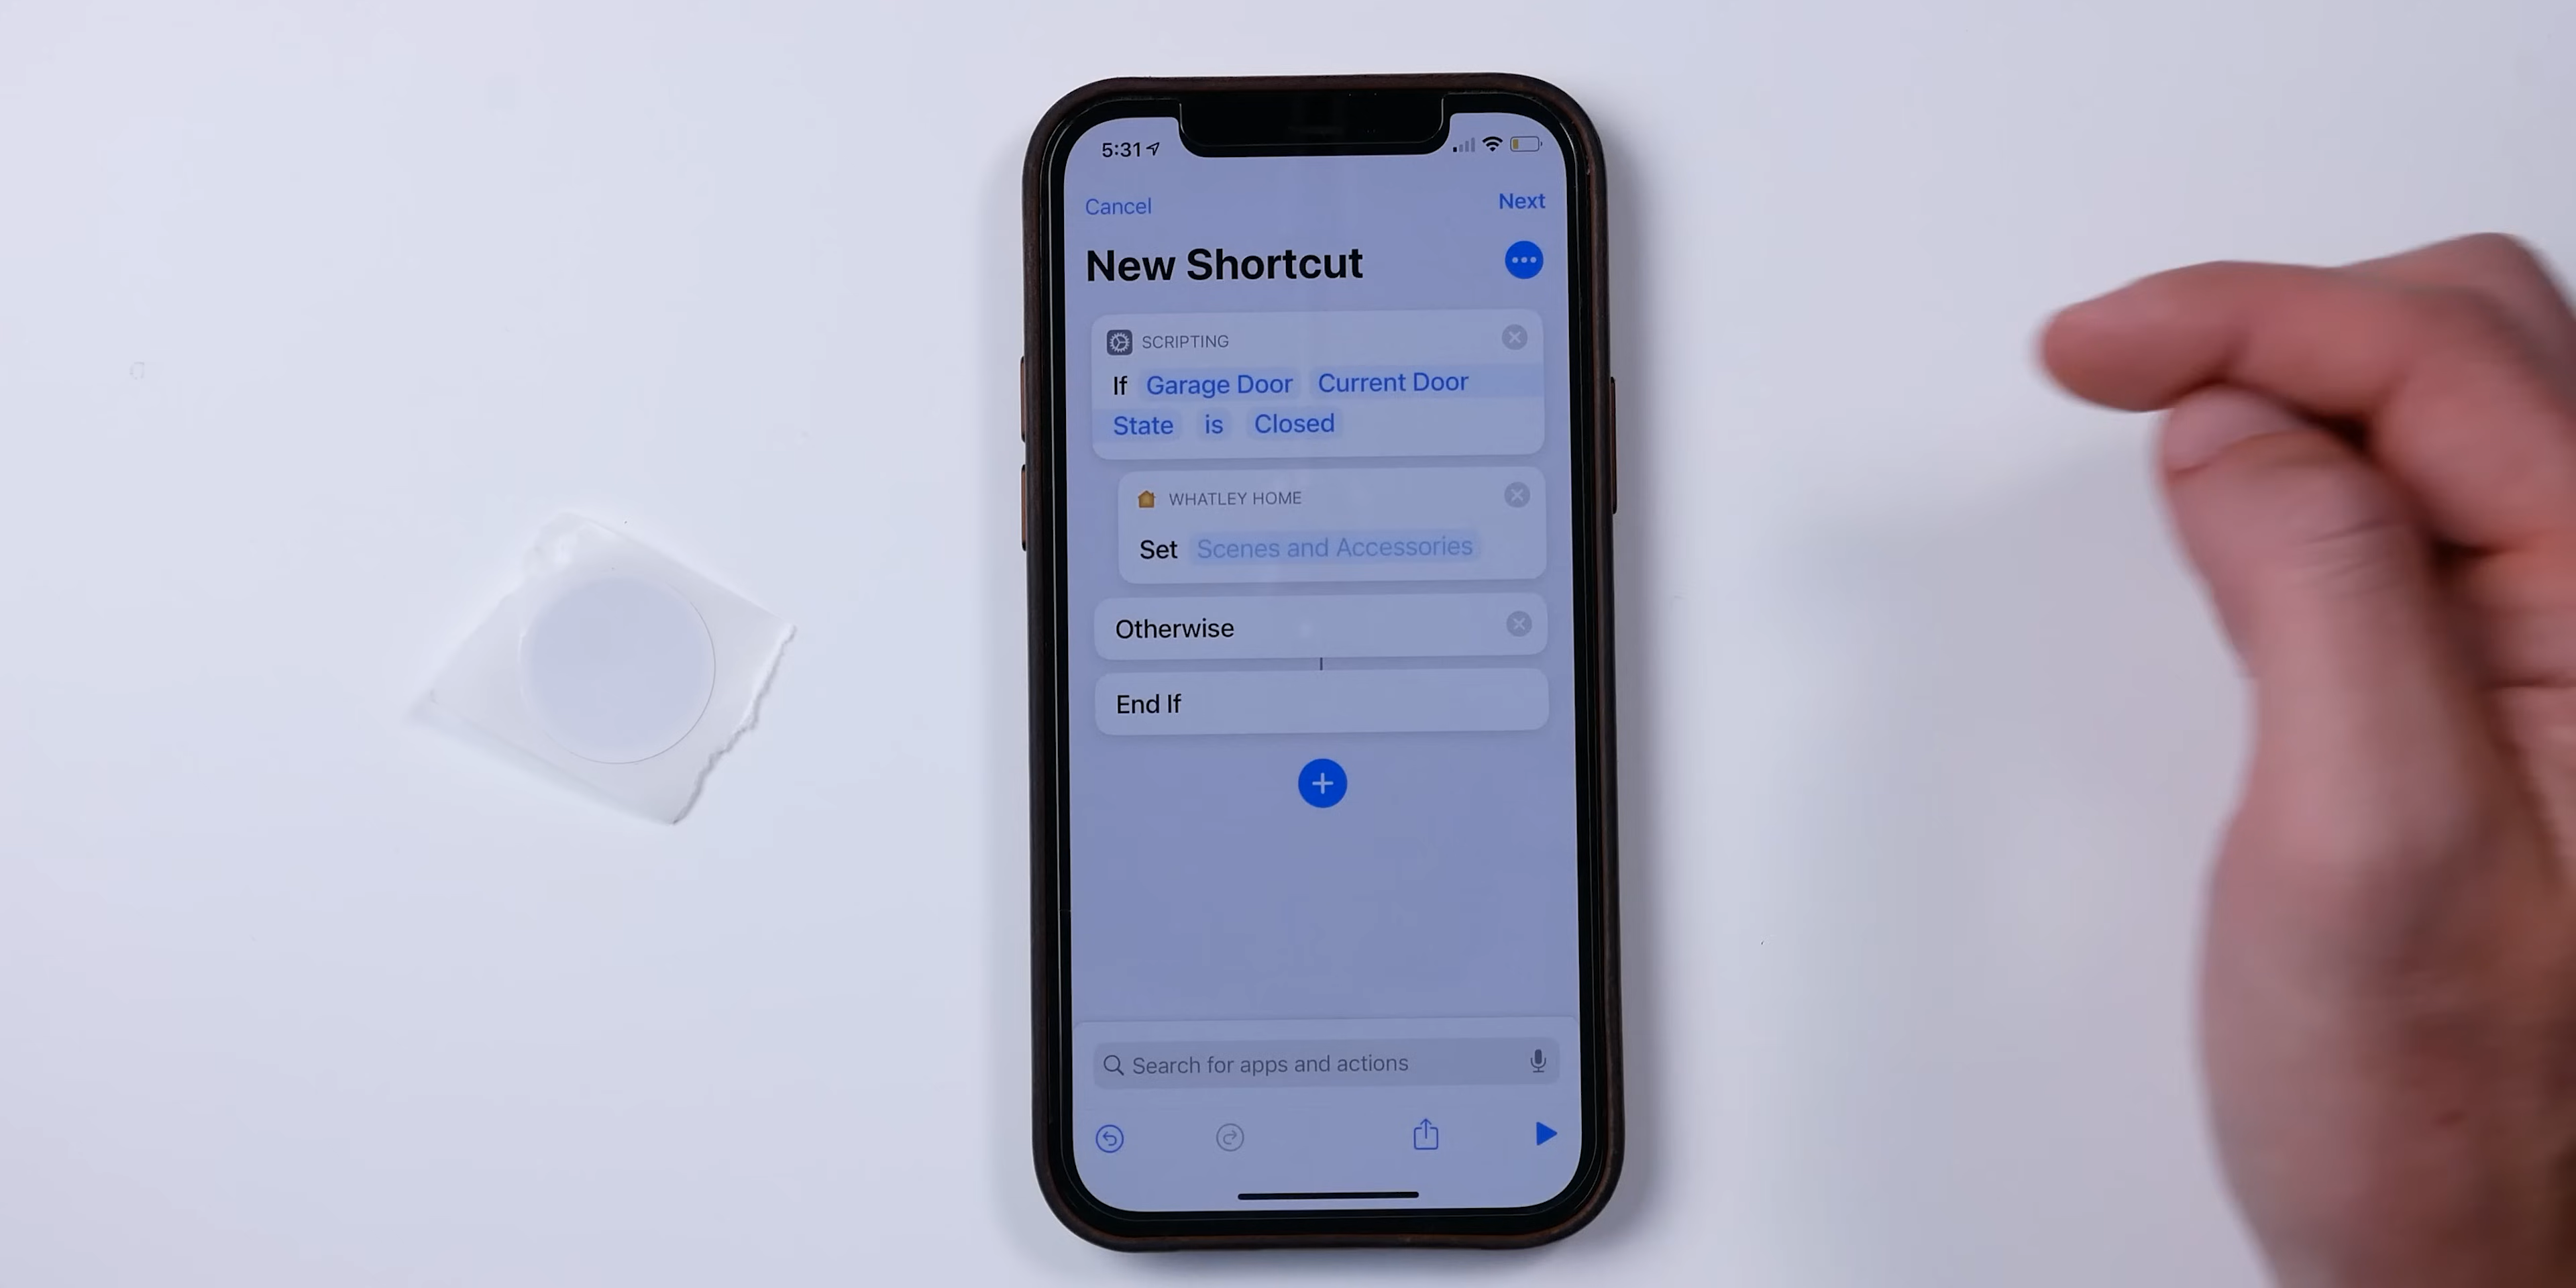 5:31
Cancel Next
New Shortcut
SCRIPTING
If Garage Door Current Door
State is Closed
WHATLEY HOME
Set Scenes and Accessories
Otherwise
End If
Search for apps and actions